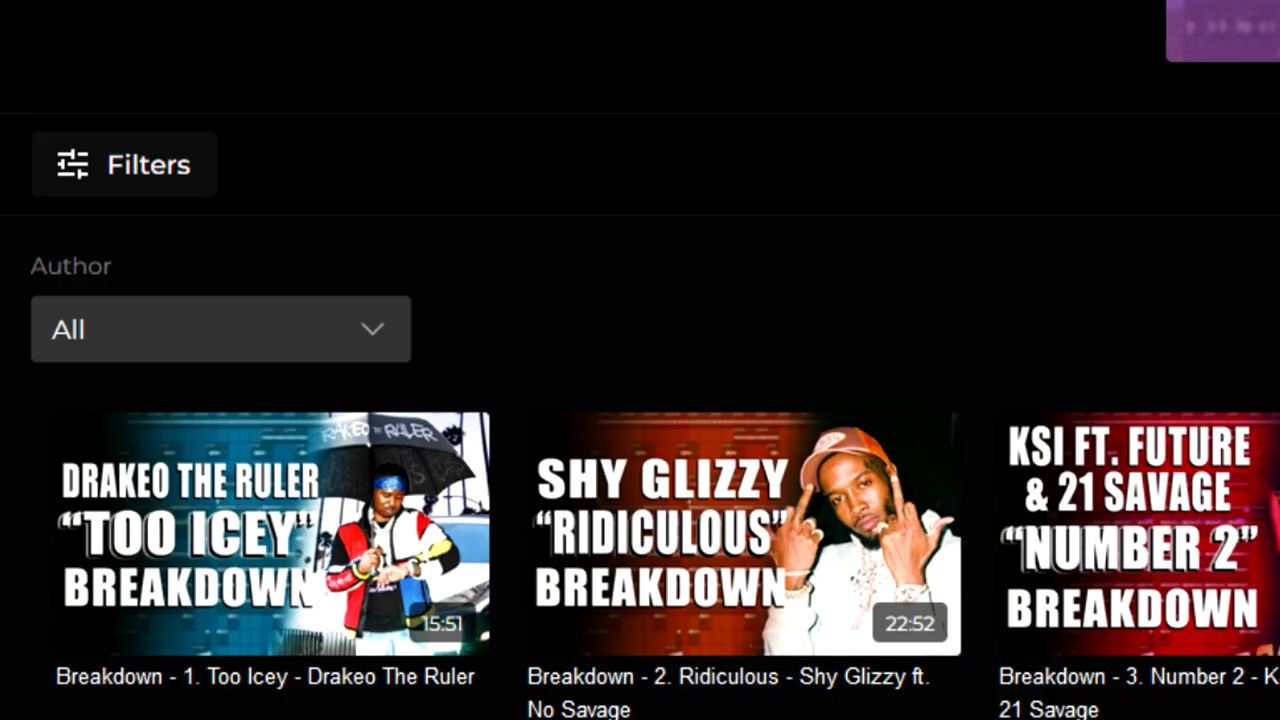 Filters
Author
All
DRAKEO THE RULER
“TOO ICEY”
BREAKDOWN
15:51
SHY GLIZZY
“RIDICULOUS”
BREAKDOWN
22:52
KSI FT. FUTURE
& 21 SAVAGE
“NUMBER 2”
BREAKDOWN
Breakdown - 1. Too Icey - Drakeo The Ruler
Breakdown - 2. Ridiculous - Shy Glizzy ft.
No Savage
Breakdown - 3. Number 2 - K
21 Savage